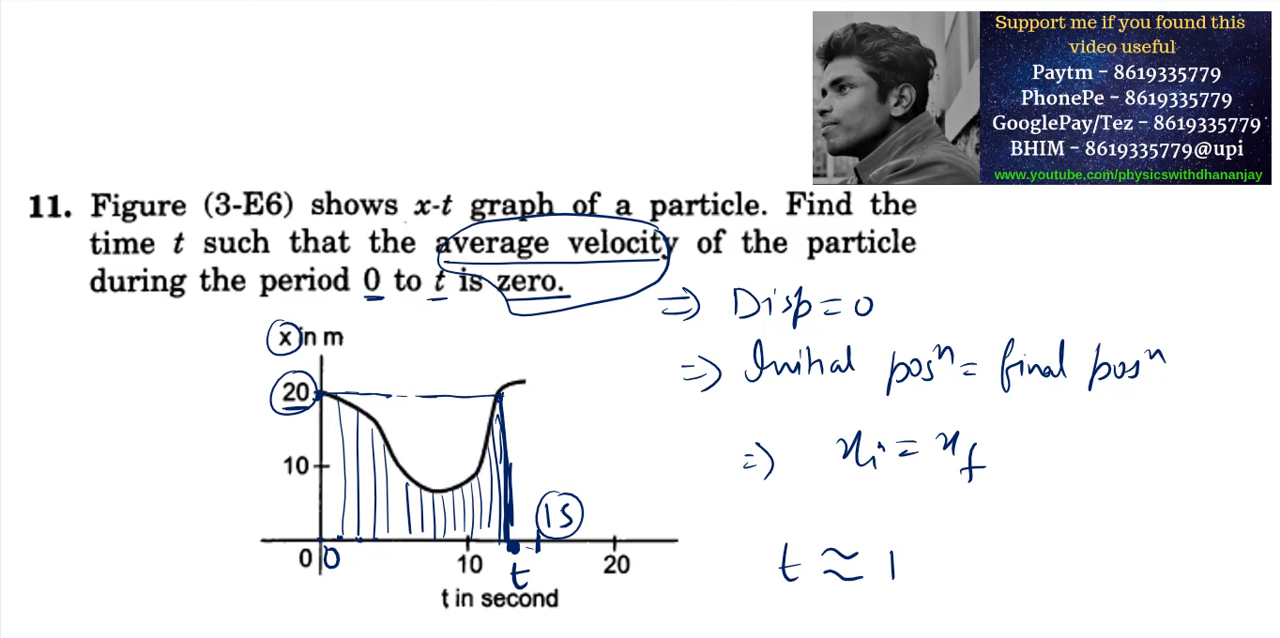 Support me if you found this
video useful
Paytm - 8619335779
PhonePe - 8619335779
GooglePay/Tez - 8619335779
BHIM - 8619335779@upi
www.youtube.com/physicswithdhananjay
11. Figure (3-E6) shows x-t graph of a particle. Find the
time t such that the average velocity of the particle
during the period 0 to t is zero.
⇒ Disp = 0
⇒ Initial posⁿ = final posⁿ
⇒ xᵢ = x_f
t ≈ 1
x in m
20
10
15
0 0 10 t 20
t in second